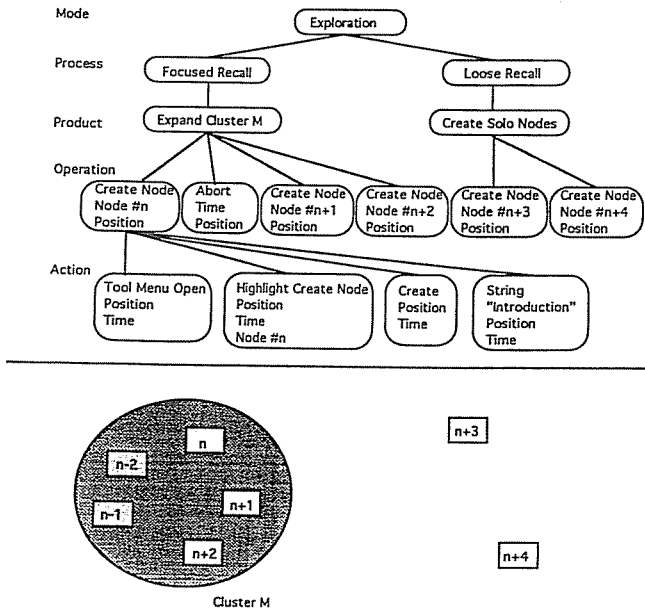 Mode
Exploration
Process
Focused Recall
Loose Recall
Product
Expand Cluster M
Create Solo Nodes
Operation
Create Node
Node #n
Position
Abort
Time
Position
Create Node
Node #n+1
Position
Create Node
Node #n+2
Position
Create Node
Node #n+3
Position
Create Node
Node #n+4
Position
Action
Tool Menu Open
Position
Time
Highlight Create Node
Position
Time
Node #n
Create
Position
Time
String
"Introduction"
Position
Time
n
n-2
n-1
n+1
n+2
n+3
n+4
Cluster M